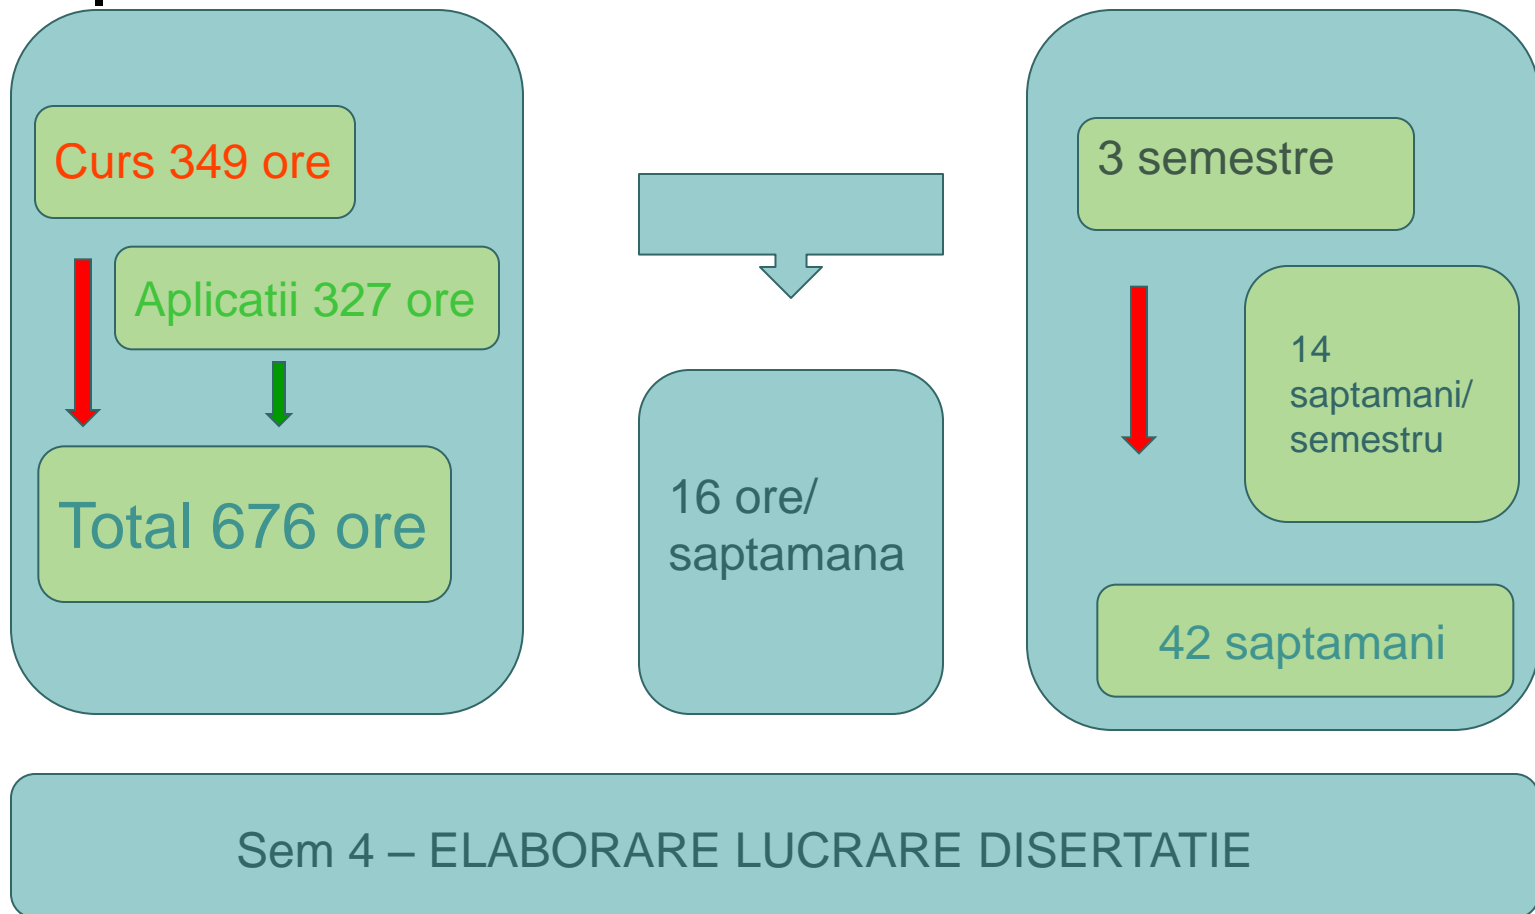 Curs 349 ore
Aplicatii 327 ore
Total 676 ore
16 ore/
saptamana
3 semestre
14
saptamani/
semestru
42 saptamani
Sem 4 – ELABORARE LUCRARE DISERTATIE